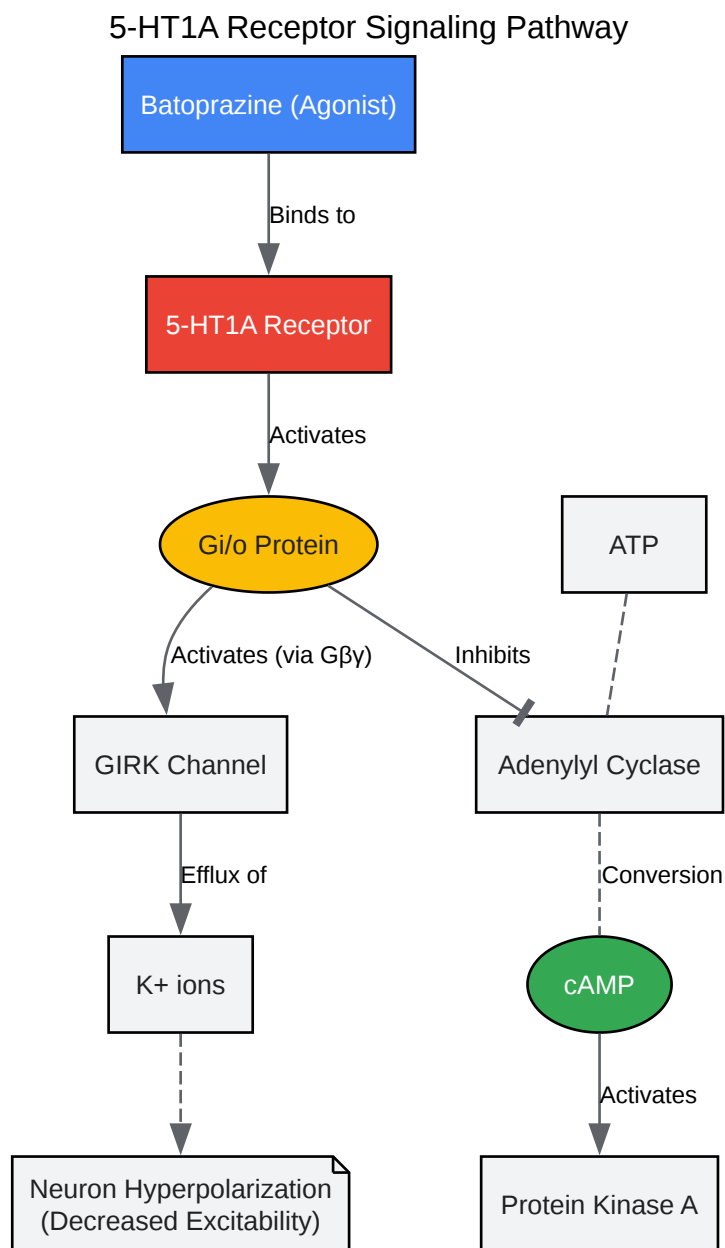 5-HT1A Receptor Signaling Pathway
Batoprazine (Agonist)
Binds to
5-HT1A Receptor
Activates
Gi/o Protein
ATP
Activates (via Gβγ)
Inhibits
GIRK Channel
Adenylyl Cyclase
Efflux of
Conversion
K+ ions
cAMP
Activates
Neuron Hyperpolarization
(Decreased Excitability)
Protein Kinase A